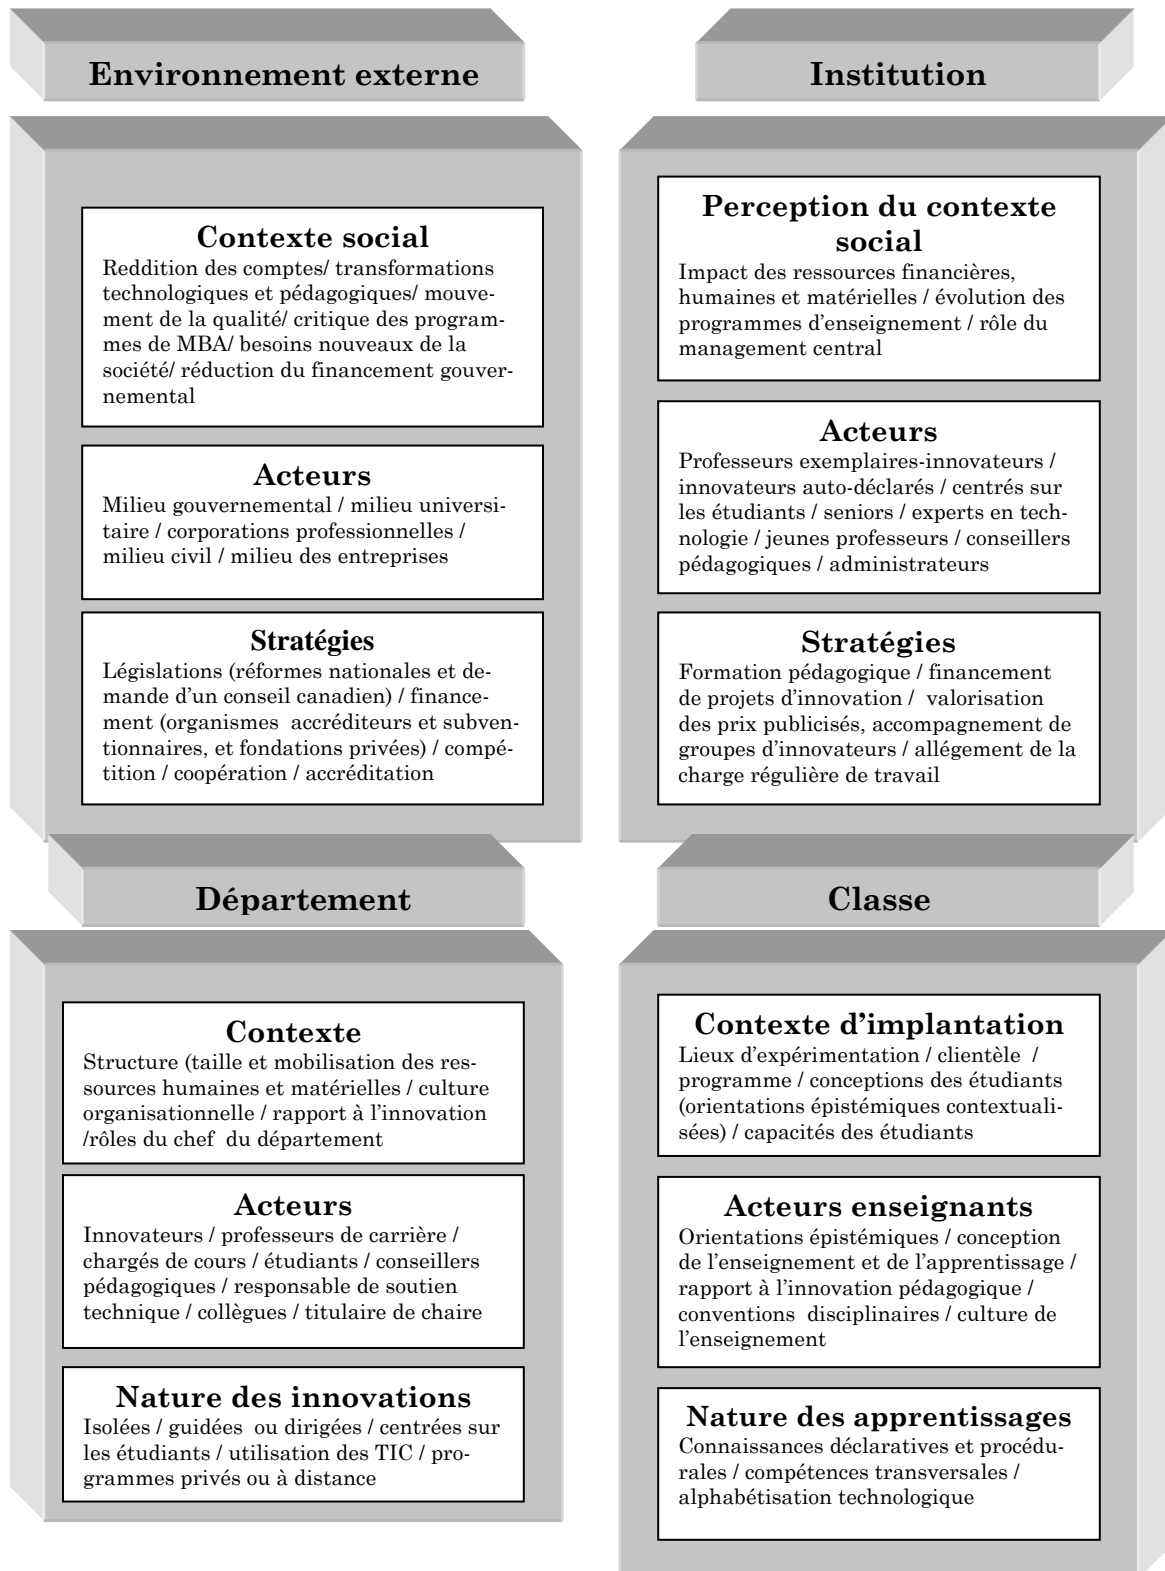 Environnement externe
Contexte social
Reddition des comptes/ transformations
technologiques et pédagogiques/ mouve-
ment de la qualité/ critique des program-
mes de MBA/ besoins nouveaux de la
société/ réduction du financement gouver-
nemental
Acteurs
Milieu gouvernemental / milieu universi-
taire / corporations professionnelles /
milieu civil / milieu des entreprises
Stratégies
Législations (réformes nationales et de-
mande d'un conseil canadien) / finance-
ment (organismes accréditeurs et subven-
tionnaires, et fondations privées) / compé-
tition / coopération / accréditation
Institution
Perception du contexte
social
Impact des ressources financières,
humaines et matérielles / évolution des
programmes d'enseignement / rôle du
management central
Acteurs
Professeurs exemplaires-innovateurs /
innovateurs auto-déclarés / centrés sur
les étudiants / seniors / experts en tech-
nologie / jeunes professeurs / conseillers
pédagogiques / administrateurs
Stratégies
Formation pédagogique / financement
de projets d'innovation / valorisation
des prix publicisés, accompagnement de
groupes d'innovateurs / allégement de la
charge régulière de travail
Département
Contexte
Structure (taille et mobilisation des res-
sources humaines et matérielles / culture
organisationnelle / rapport à l'innovation
/rôles du chef du département
Acteurs
Innovateurs / professeurs de carrière /
chargés de cours / étudiants / conseillers
pédagogiques / responsable de soutien
technique / collègues / titulaire de chaire
Nature des innovations
Isolées / guidées ou dirigées / centrées sur
les étudiants / utilisation des TIC / pro-
grammes privés ou à distance
Classe
Contexte d'implantation
Lieux d'expérimentation / clientèle /
programme / conceptions des étudiants
(orientations épistémiques contextuali-
sées) / capacités des étudiants
Acteurs enseignants
Orientations épistémiques / conception
de l'enseignement et de l'apprentissage /
rapport à l'innovation pédagogique /
conventions disciplinaires / culture de
l'enseignement
Nature des apprentissages
Connaissances déclaratives et procédu-
rales / compétences transversales /
alphabétisation technologique